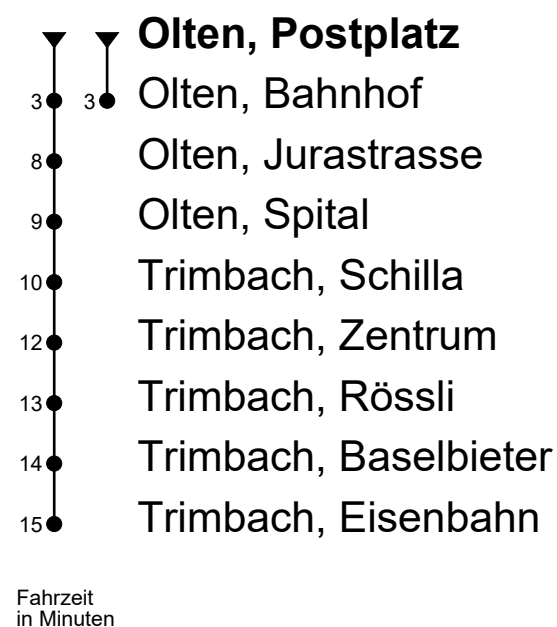 Olten, Postplatz
3 3 Olten, Bahnhof
8 Olten, Jurastrasse
9 Olten, Spital
10 Trimbach, Schilla
12 Trimbach, Zentrum
13 Trimbach, Rössli
14 Trimbach, Baselbieter
15 Trimbach, Eisenbahn
Fahrzeit
in Minuten